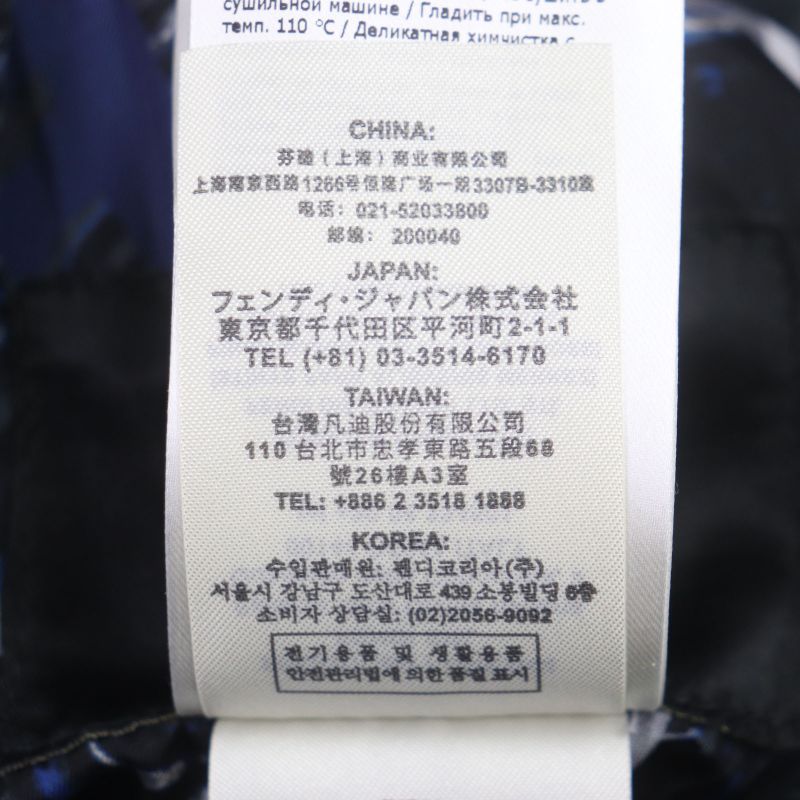 сушильной машине / Гладить при макс.
темп. 110 °C / Деликатная химчистка с
CHINA:
芬迪（上海）商业有限公司
上海南京西路1266号恒隆广场一期3307B-3310室
电话：021-52033800
邮编：200040
JAPAN:
フェンディ・ジャパン株式会社
東京都千代田区平河町2-1-1
TEL (+81) 03-3514-6170
TAIWAN:
台灣凡迪股份有限公司
110 台北市忠孝東路五段68
號26樓A3室
TEL: +886 2 3518 1888
KOREA:
수입판매원: 펜디코리아(주)
서울시 강남구 도산대로 439 소봉빌딩 6층
소비자 상담실: (02)2056-9092
전기용품 및 생활용품
안전관리법에 의한 품질 표시